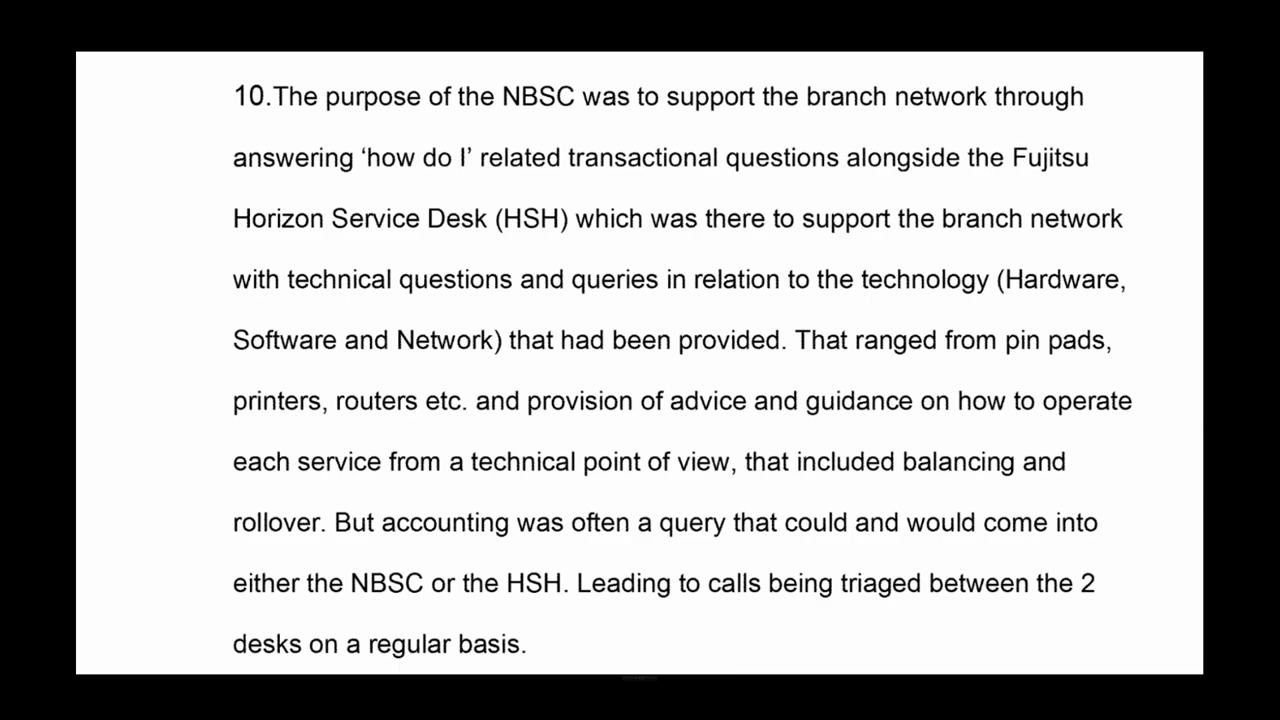 10.The purpose of the NBSC was to support the branch network through
answering ‘how do I’ related transactional questions alongside the Fujitsu
Horizon Service Desk (HSH) which was there to support the branch network
with technical questions and queries in relation to the technology (Hardware,
Software and Network) that had been provided. That ranged from pin pads,
printers, routers etc. and provision of advice and guidance on how to operate
each service from a technical point of view, that included balancing and
rollover. But accounting was often a query that could and would come into
either the NBSC or the HSH. Leading to calls being triaged between the 2
desks on a regular basis.